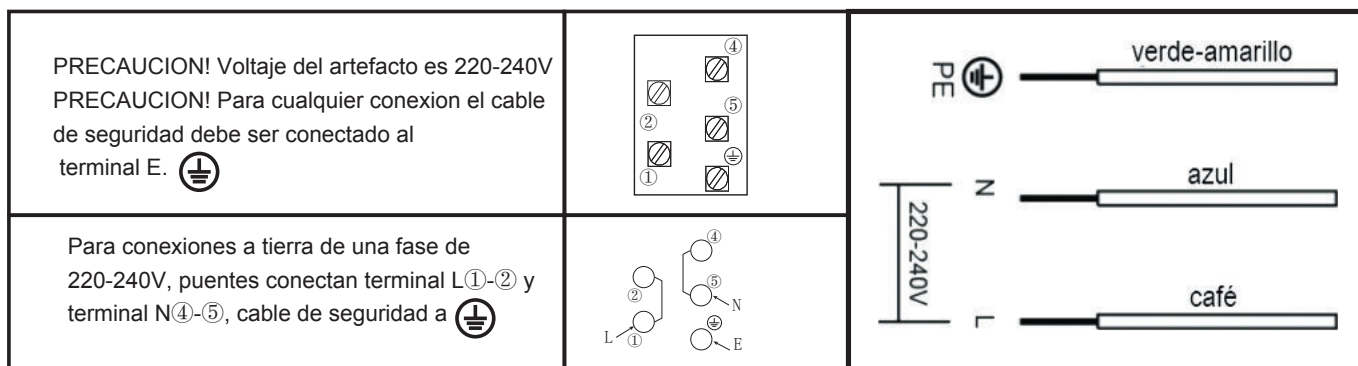 PRECAUCION! Voltaje del artefacto es 220-240V
PRECAUCION! Para cualquier conexion el cable
de seguridad debe ser conectado al
terminal E.
④
⑤
②
①
Para conexiones a tierra de una fase de
220-240V, puentes conectan terminal L①-② y
terminal N④-⑤, cable de seguridad a
④
②
⑤
N
L
①
E
PE
verde-amarillo
N
azul
220-240V
L
café